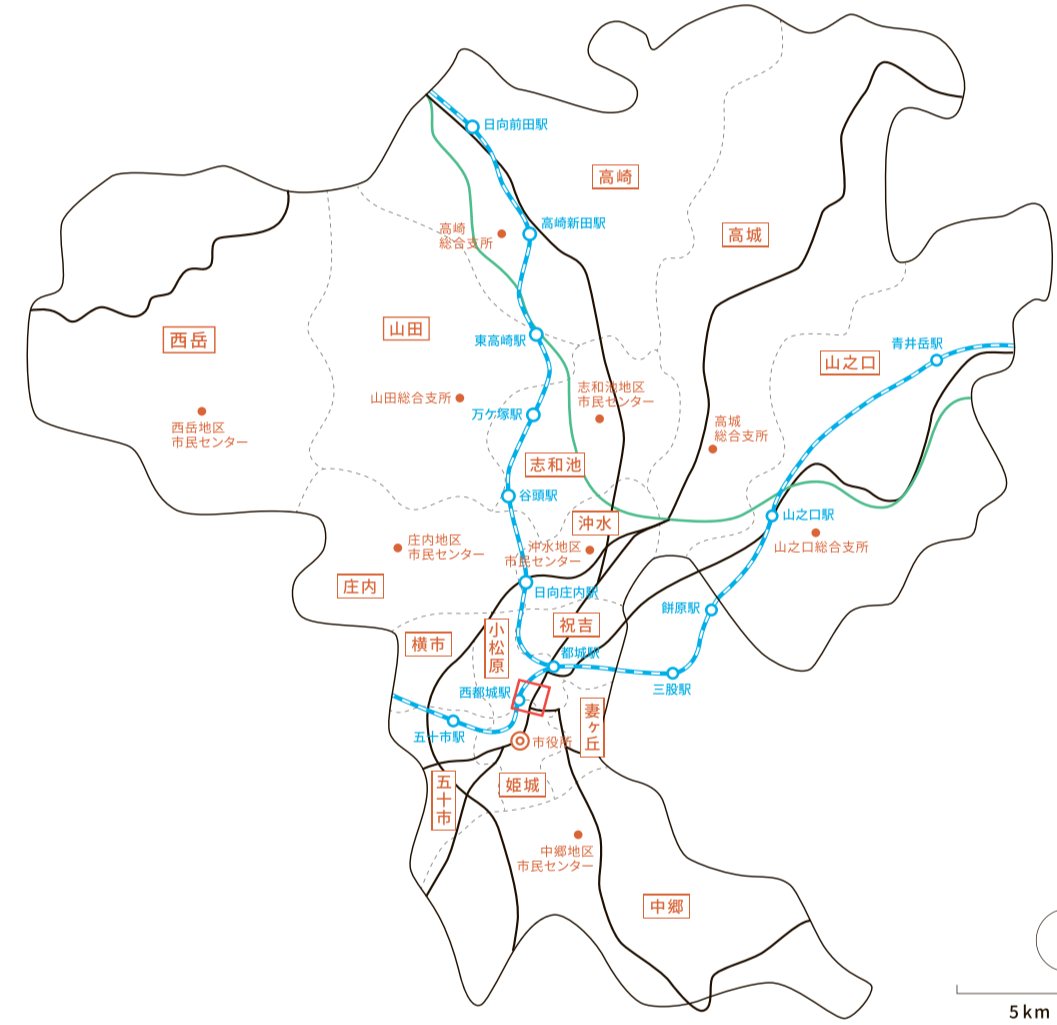 日向前田駅
高崎
高崎新田駅
高崎
総合支所
高城
山田
西岳
東高崎駅
青井岳駅
山之口
山田総合支所
志和池地区
市民センター
万ケ塚駅
西岳地区
市民センター
高城
総合支所
志和池
谷頭駅
沖水
山之口駅
庄内地区
市民センター
沖水地区
市民センター
山之口総合支所
庄内
日向庄内駅
餅原駅
祝吉
横市
小松原
都城駅
三股駅
西都城駅
妻ヶ丘
五十市駅
市役所
姫城
五十市
中郷地区
市民センター
中郷
5km